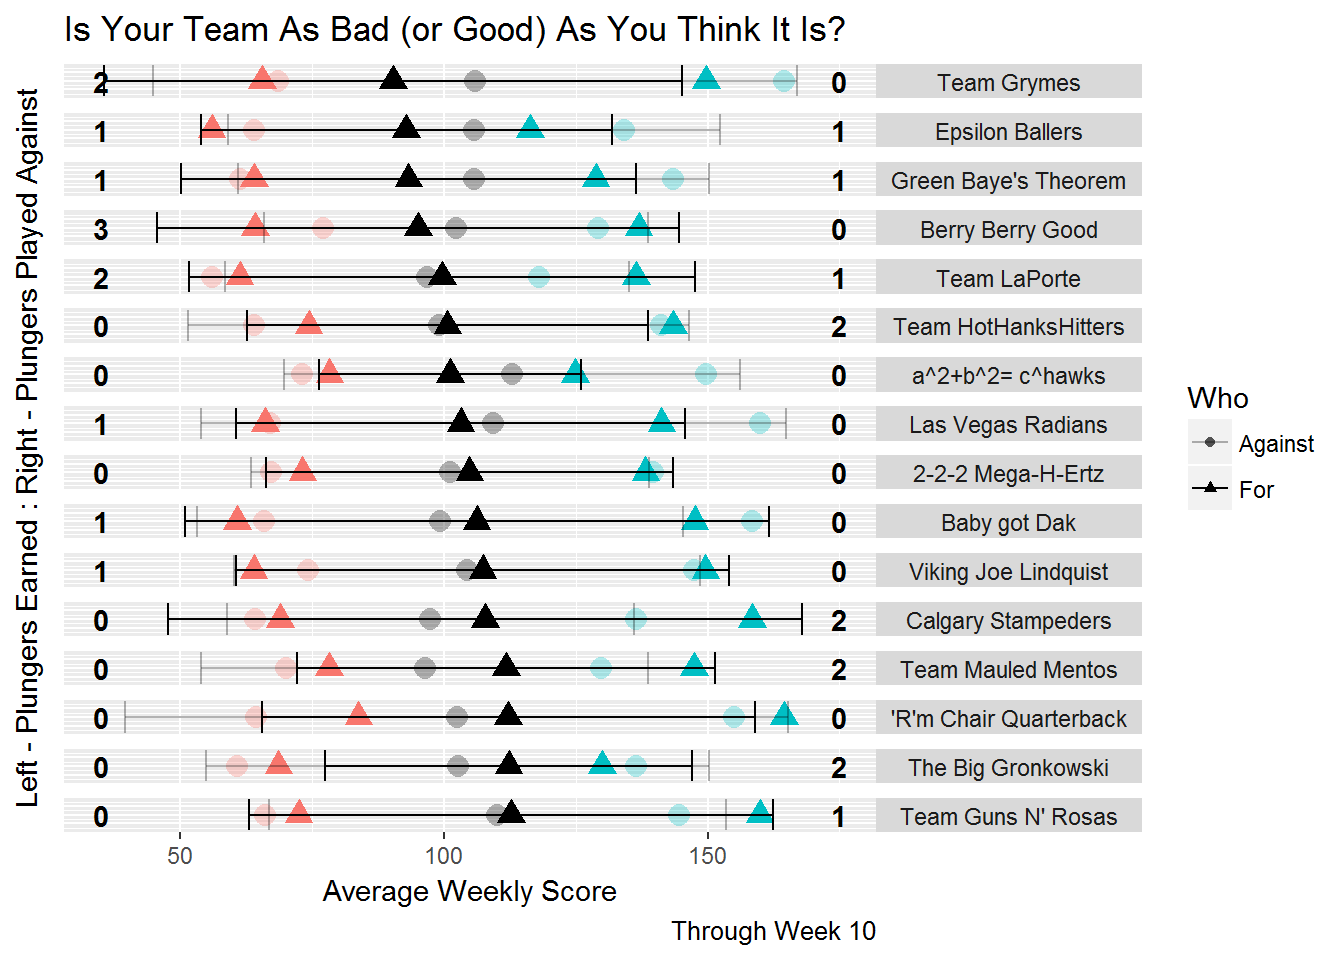 Is Your Team As Bad (or Good) As You Think It Is?
Left - Plungers Earned : Right - Plungers Played Against
2 0 Team Grymes
1 1 Epsilon Ballers
1 1 Green Baye's Theorem
3 0 Berry Berry Good
2 1 Team LaPorte
0 2 Team HotHanksHitters
0 0 a^2+b^2= c^hawks
1 0 Las Vegas Radians
0 0 2-2-2 Mega-H-Ertz
1 0 Baby got Dak
1 0 Viking Joe Lindquist
0 2 Calgary Stampeders
0 2 Team Mauled Mentos
0 0 'R'm Chair Quarterback
0 2 The Big Gronkowski
0 1 Team Guns N' Rosas
50 100 150
Average Weekly Score
Through Week 10
Who
Against
For